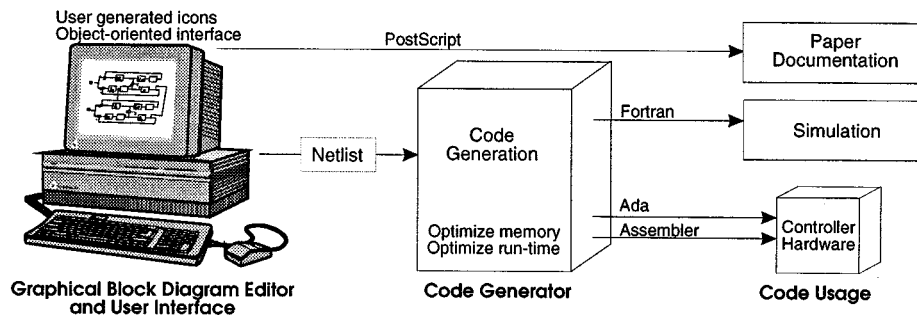 User generated icons
Object-oriented interface
PostScript
Paper
Documentation
Netlist
Code
Generation
Optimize memory
Optimize run-time
Fortran
Simulation
Ada
Assembler
Controller
Hardware
Graphical Block Diagram Editor
and User Interface
Code Generator
Code Usage